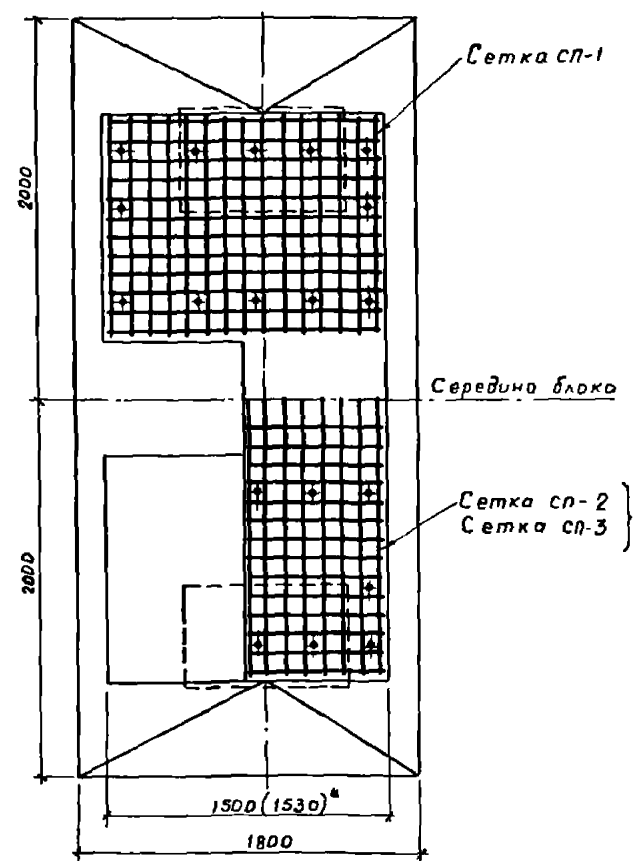 Сетка СП-1
2000
Середина блока
Сетка СП-2
Сетка СП-3
2000
1500(1530)*
1800